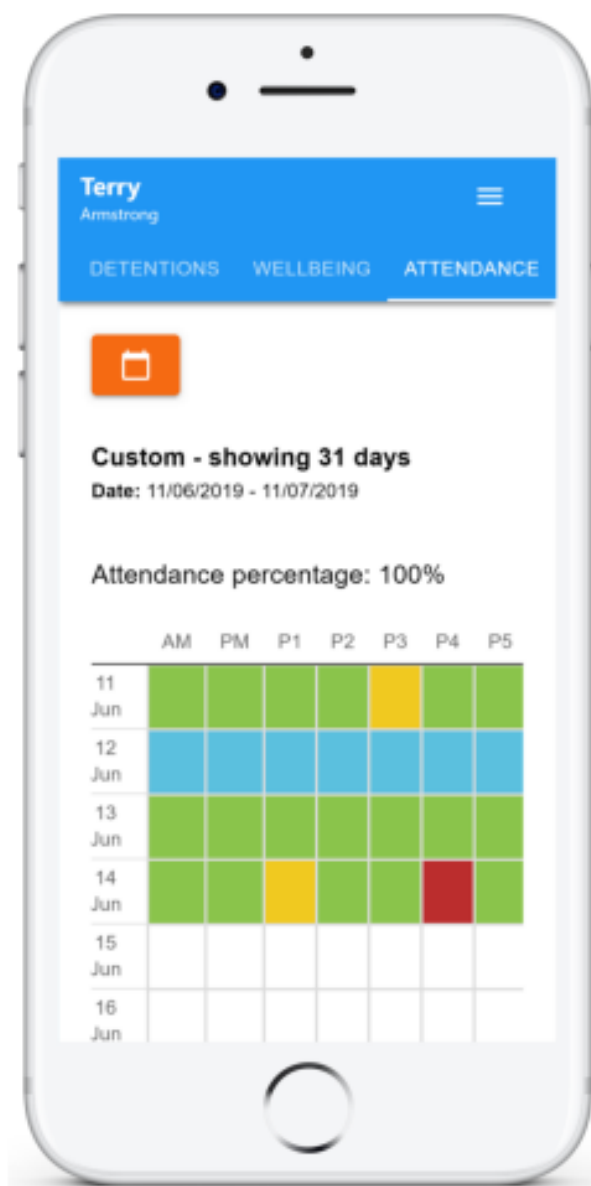 Terry
Armstrong
DETENTIONS WELLBEING ATTENDANCE
Custom - showing 31 days
Date: 11/06/2019 - 11/07/2019
Attendance percentage: 100%
AM PM P1 P2 P3 P4 P5
11
Jun
12
Jun
13
Jun
14
Jun
15
Jun
16
Jun